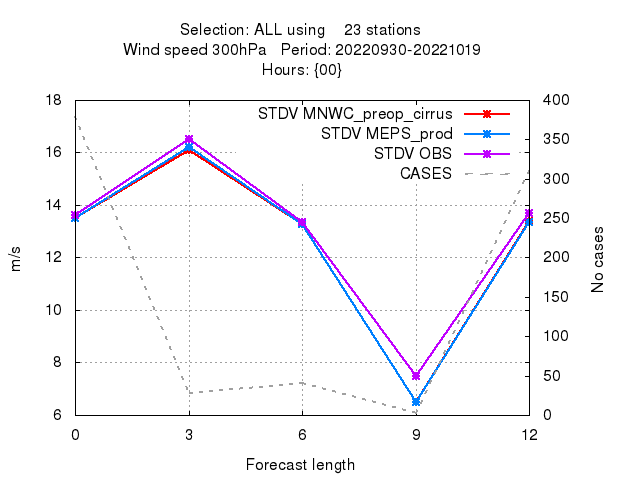 Selection: ALL using    23 stations
Wind speed 300hPa   Period: 20220930-20221019
Hours: {00}
STDV MNWC_preop_cirrus
STDV MEPS_prod
STDV OBS
CASES
18
16
14
12
10
8
6
m/s
400
350
300
250
200
150
100
50
0
No cases
0
3
6
9
12
Forecast length